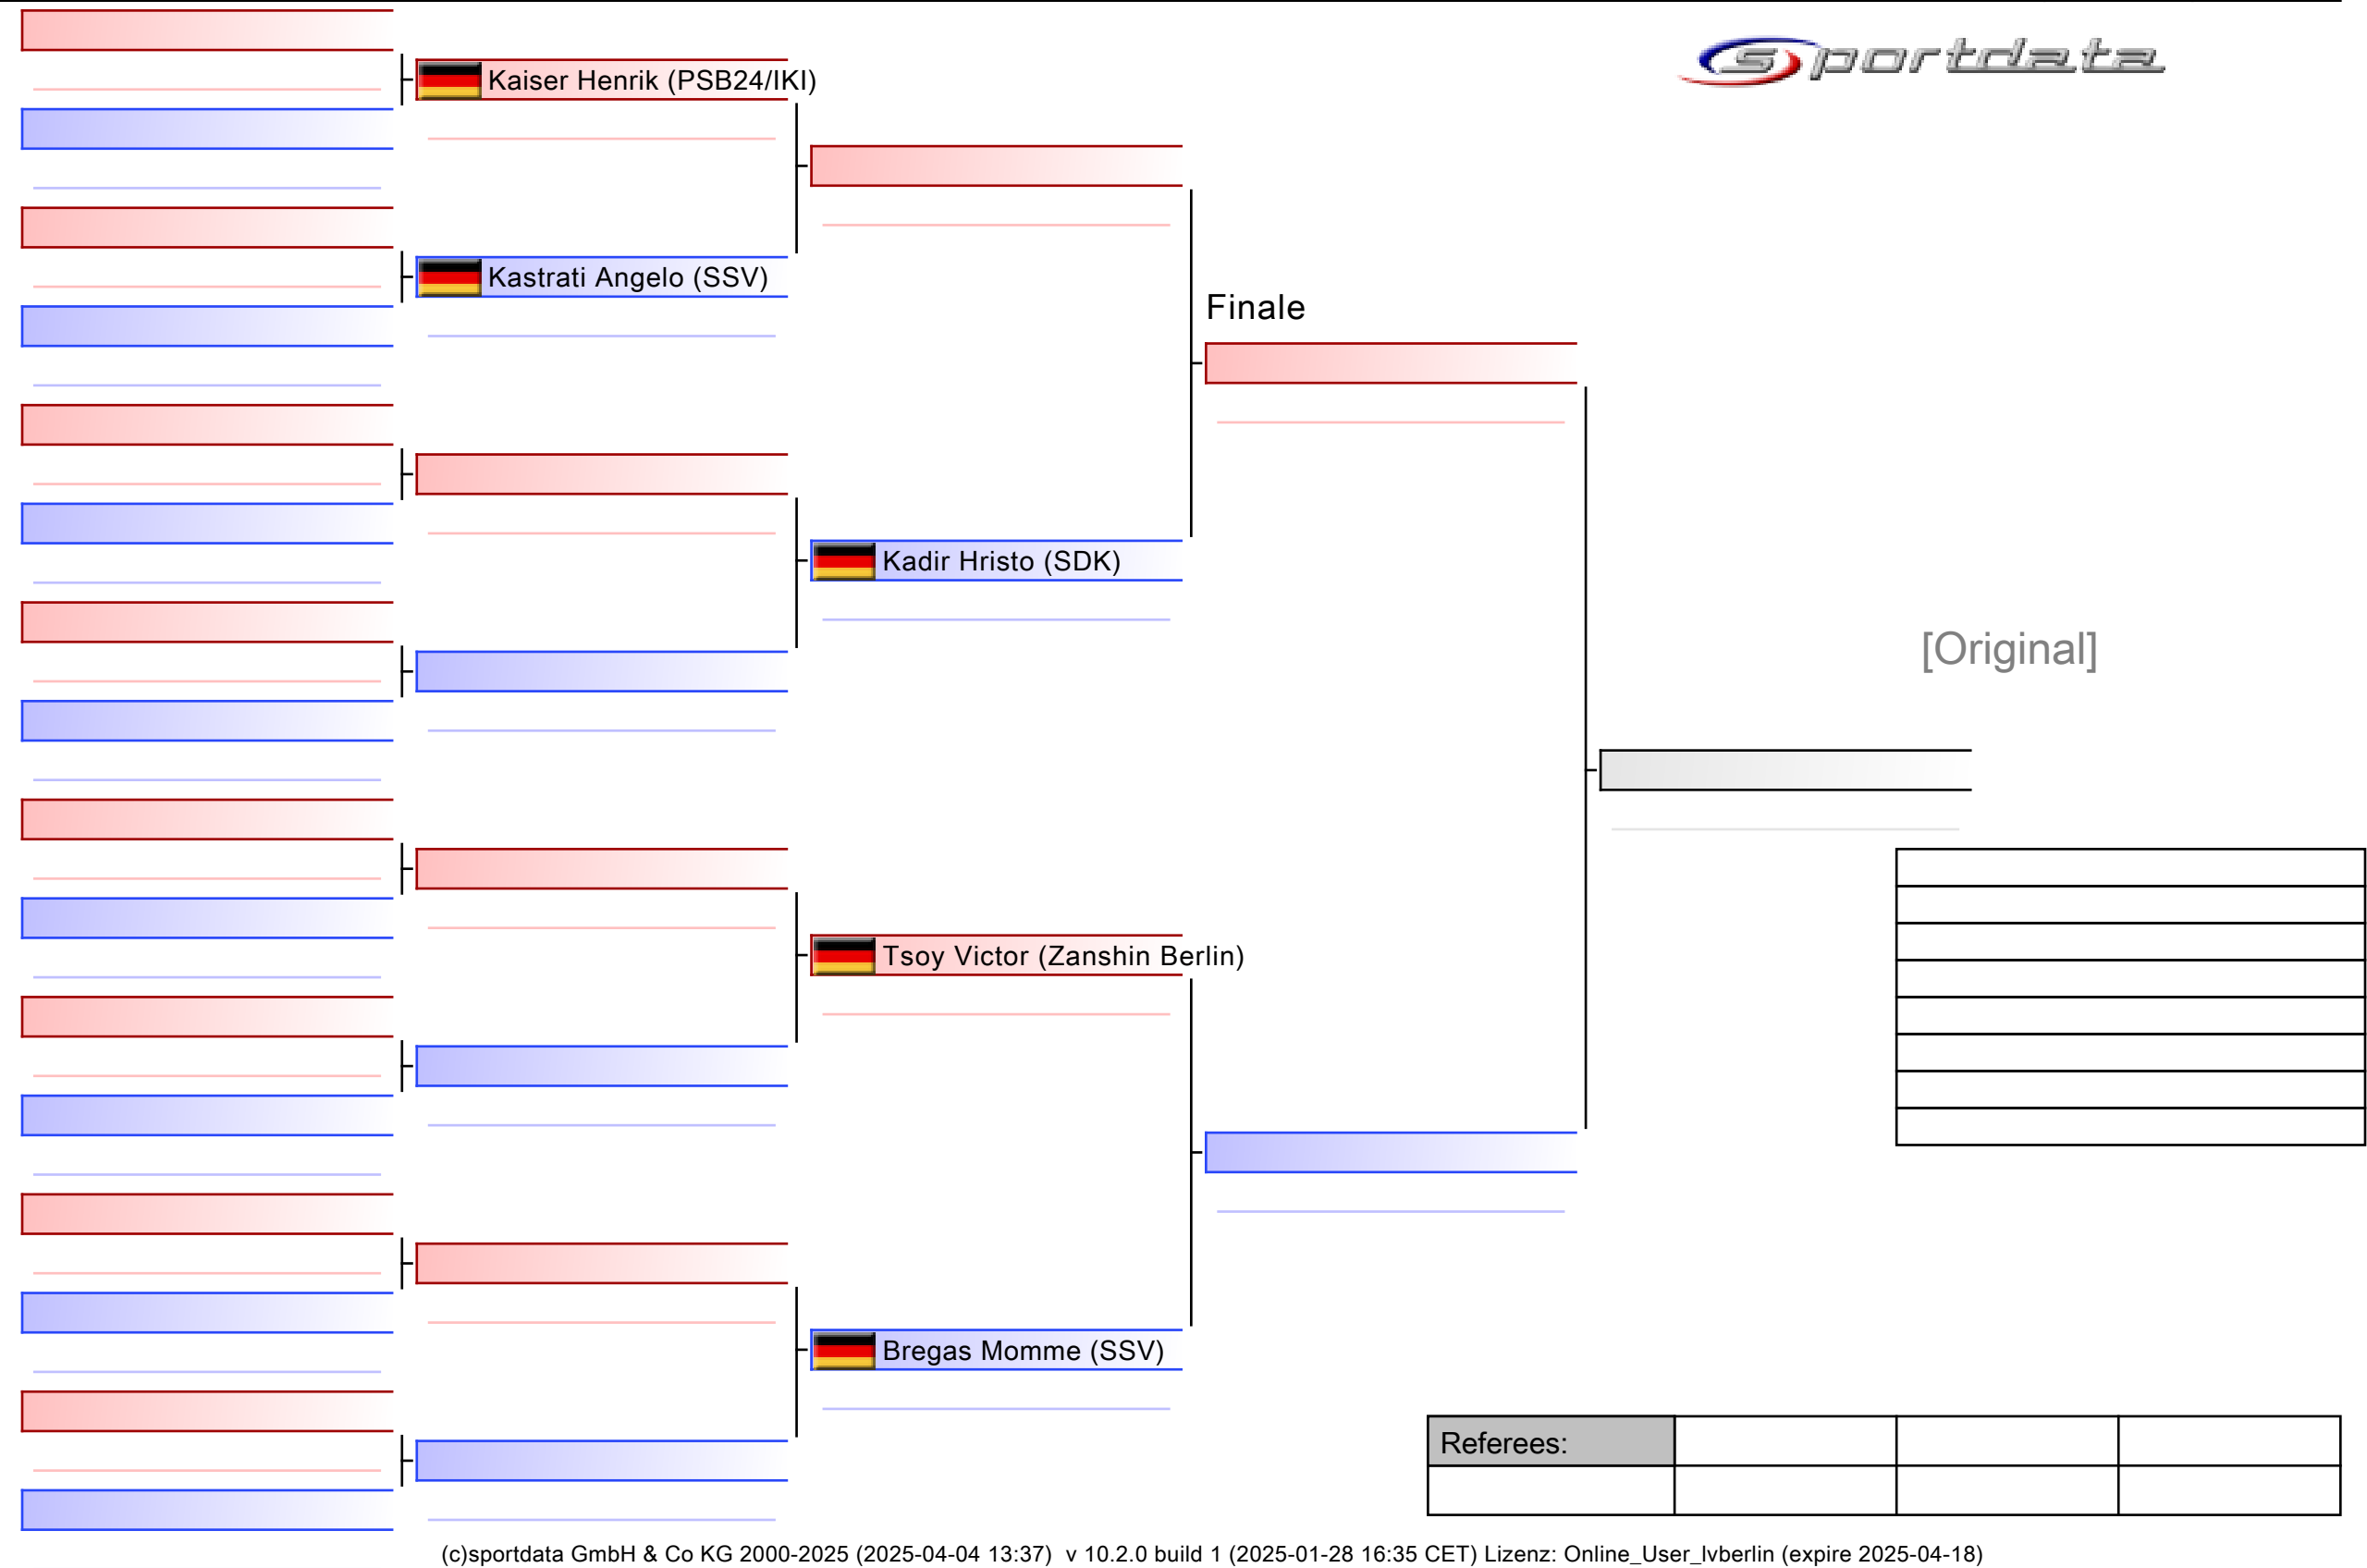 sportdata
Kaiser Henrik (PSB24/IKI)
Kastrati Angelo (SSV)
Finale
Kadir Hristo (SDK)
[Original]
Tsoy Victor (Zanshin Berlin)
Bregas Momme (SSV)
Referees:
(c)sportdata GmbH & Co KG 2000-2025 (2025-04-04 13:37)  v 10.2.0 build 1 (2025-01-28 16:35 CET) Lizenz: Online_User_lvberlin (expire 2025-04-18)